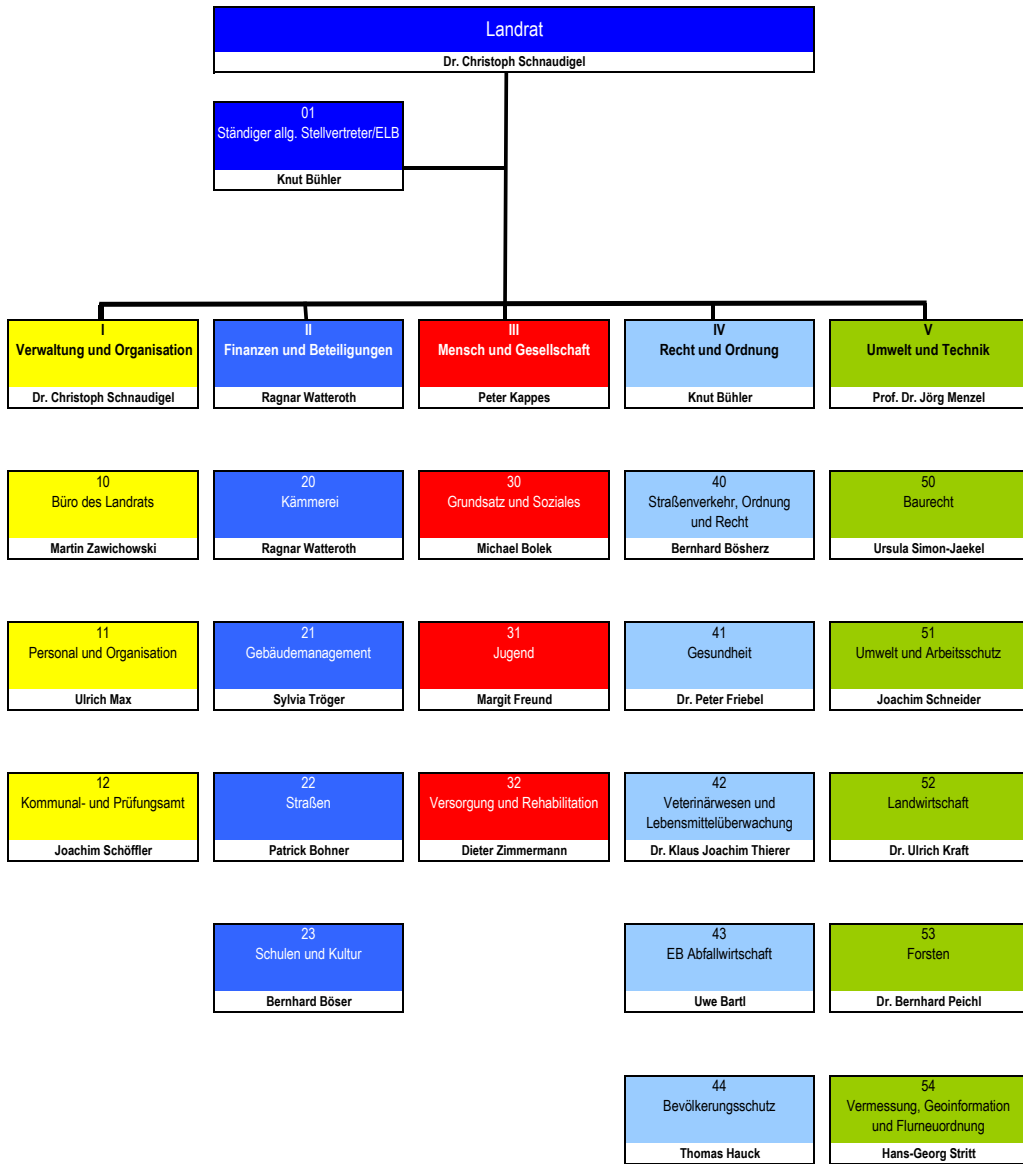 Landrat
Dr. Christoph Schnaudigel
01
Ständiger allg. Stellvertreter/ELB
Knut Bühler
I
Verwaltung und Organisation
Dr. Christoph Schnaudigel
II
Finanzen und Beteiligungen
Ragnar Watteroth
III
Mensch und Gesellschaft
Peter Kappes
IV
Recht und Ordnung
Knut Bühler
V
Umwelt und Technik
Prof. Dr. Jörg Menzel
10
Büro des Landrats
Martin Zawichowski
20
Kämmerei
Ragnar Watteroth
30
Grundsatz und Soziales
Michael Bolek
40
Straßenverkehr, Ordnung
und Recht
Bernhard Bösherz
50
Baurecht
Ursula Simon-Jaekel
11
Personal und Organisation
Ulrich Max
21
Gebäudemanagement
Sylvia Tröger
31
Jugend
Margit Freund
41
Gesundheit
Dr. Peter Friebel
51
Umwelt und Arbeitsschutz
Joachim Schneider
12
Kommunal- und Prüfungsamt
Joachim Schöffler
22
Straßen
Patrick Bohner
32
Versorgung und Rehabilitation
Dieter Zimmermann
42
Veterinärwesen und
Lebensmittelüberwachung
Dr. Klaus Joachim Thierer
52
Landwirtschaft
Dr. Ulrich Kraft
23
Schulen und Kultur
Bernhard Böser
43
EB Abfallwirtschaft
Uwe Bartl
53
Forsten
Dr. Bernhard Peichl
44
Bevölkerungsschutz
Thomas Hauck
54
Vermessung, Geoinformation
und Flurneuordnung
Hans-Georg Stritt